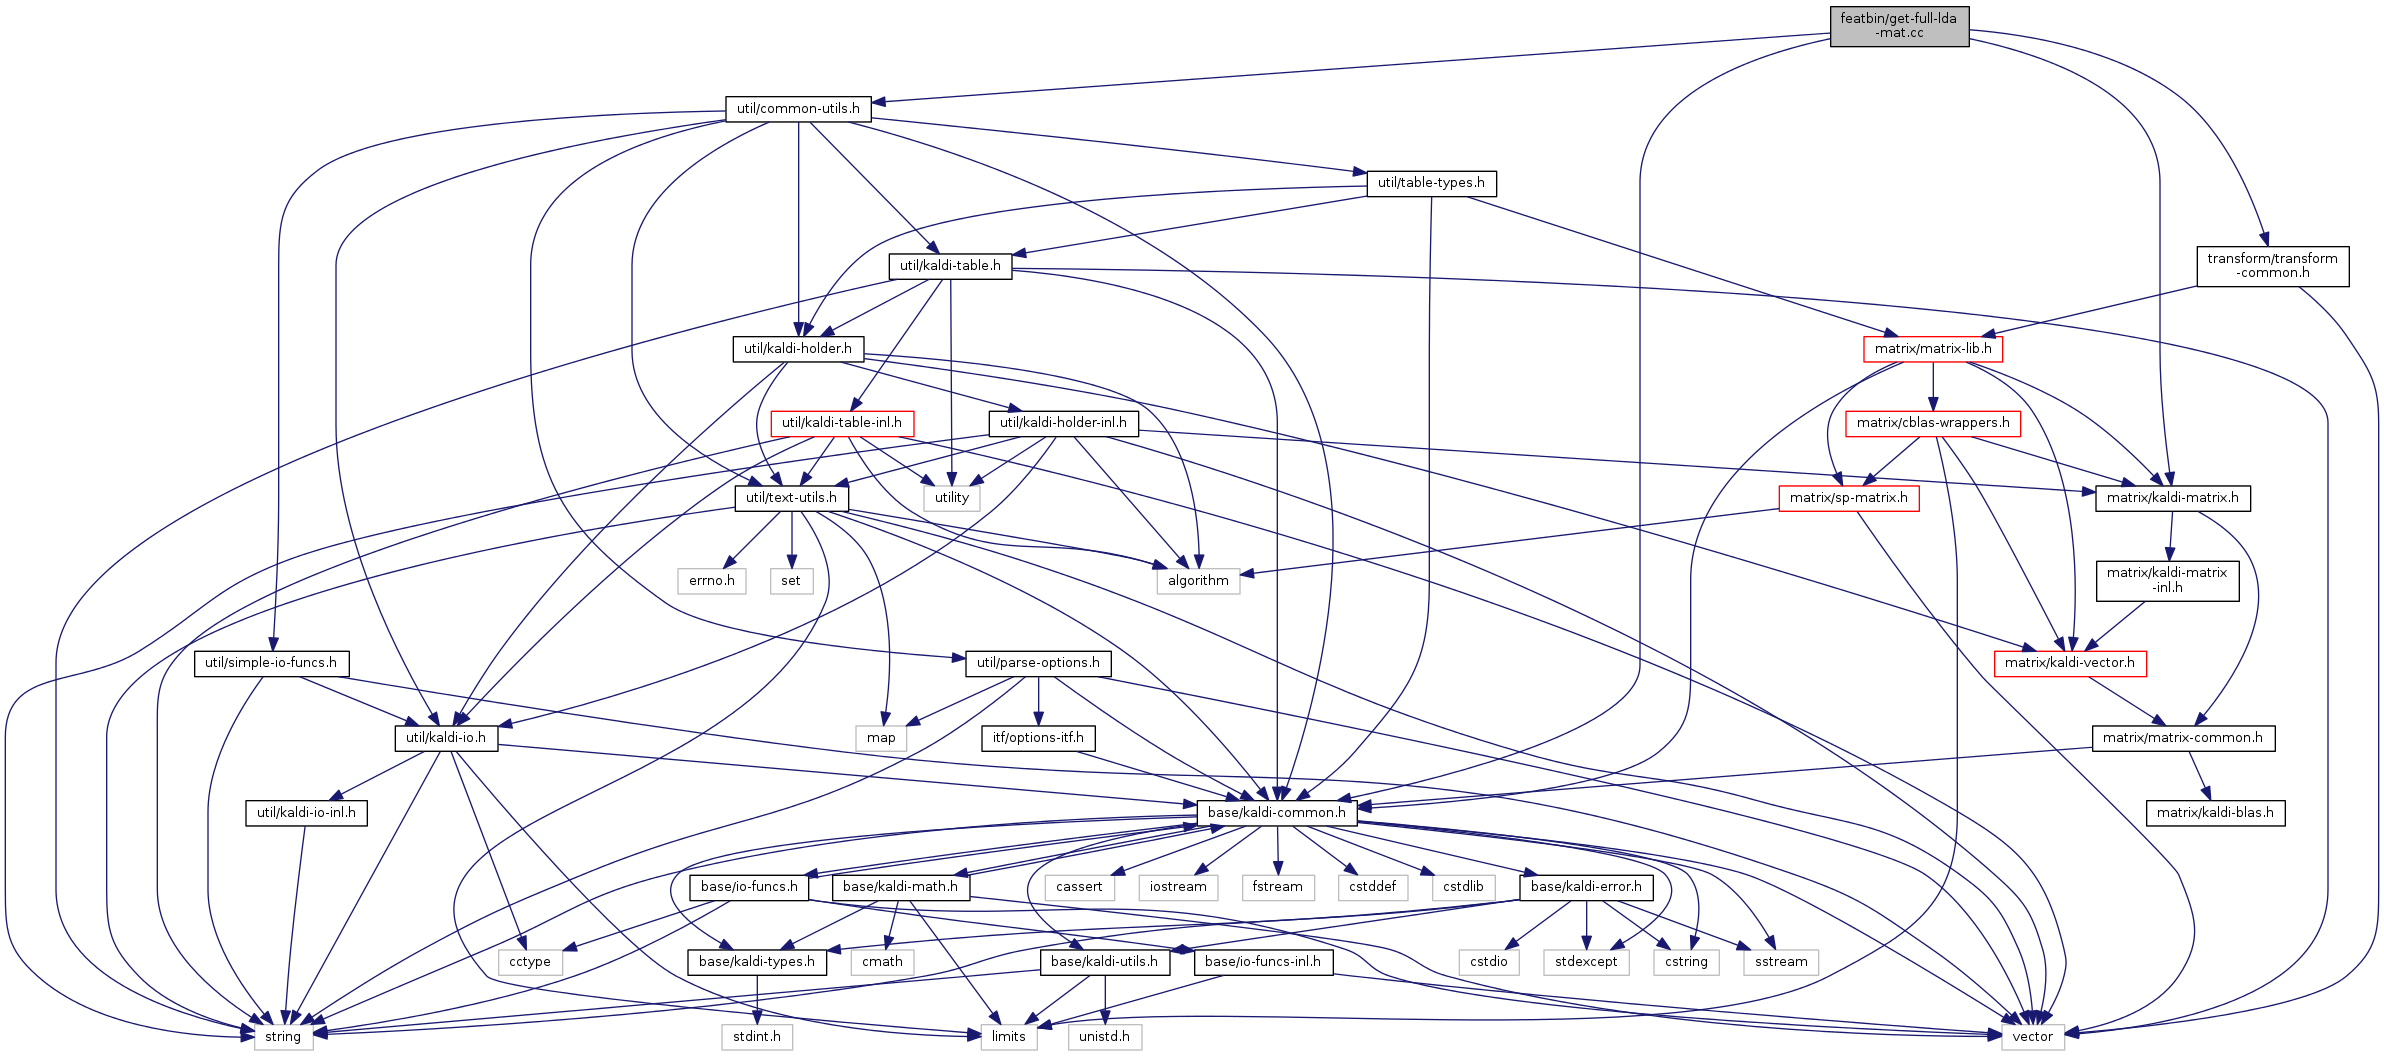 featbin/get-full-lda
-mat.cc
util/common-utils.h
util/table-types.h
transform/transform
-common.h
util/kaldi-table.h
util/kaldi-holder.h
matrix/matrix-lib.h
util/kaldi-table-inl.h
util/kaldi-holder-inl.h
matrix/cblas-wrappers.h
util/text-utils.h
utility
matrix/sp-matrix.h
matrix/kaldi-matrix.h
errno.h
set
algorithm
matrix/kaldi-matrix
-inl.h
util/simple-io-funcs.h
util/parse-options.h
matrix/kaldi-vector.h
util/kaldi-io.h
map
itf/options-itf.h
matrix/matrix-common.h
util/kaldi-io-inl.h
base/kaldi-common.h
matrix/kaldi-blas.h
base/io-funcs.h
base/kaldi-math.h
cassert
iostream
fstream
cstddef
cstdlib
base/kaldi-error.h
cctype
base/kaldi-types.h
cmath
base/kaldi-utils.h
base/io-funcs-inl.h
cstdio
stdexcept
cstring
sstream
string
stdint.h
limits
unistd.h
vector